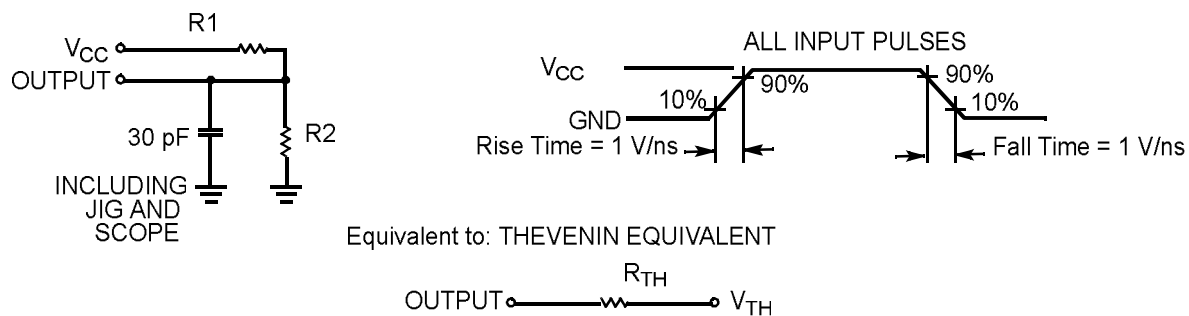 R1
VCC
OUTPUT
30 pF
R2
INCLUDING
JIG AND
SCOPE
ALL INPUT PULSES
VCC
GND
10%
90%
90%
10%
Rise Time = 1 V/ns
Fall Time = 1 V/ns
Equivalent to: THEVENIN EQUIVALENT
RTH
OUTPUT
VTH